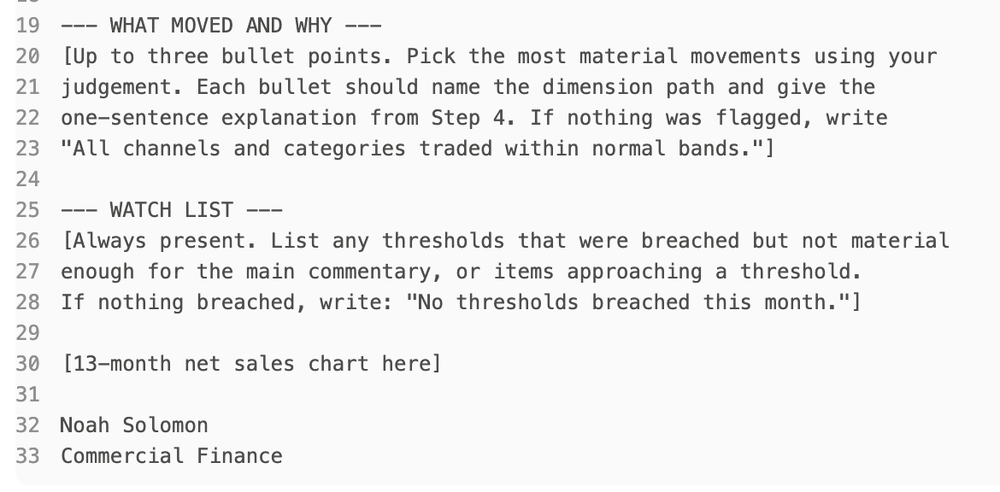 19 --- WHAT MOVED AND WHY ---
20 [Up to three bullet points. Pick the most material movements using your
21 judgement. Each bullet should name the dimension path and give the
22 one-sentence explanation from Step 4. If nothing was flagged, write
23 "All channels and categories traded within normal bands."]
24
25 --- WATCH LIST ---
26 [Always present. List any thresholds that were breached but not material
27 enough for the main commentary, or items approaching a threshold.
28 If nothing breached, write: "No thresholds breached this month."]
29
30 [13-month net sales chart here]
31
32 Noah Solomon
33 Commercial Finance